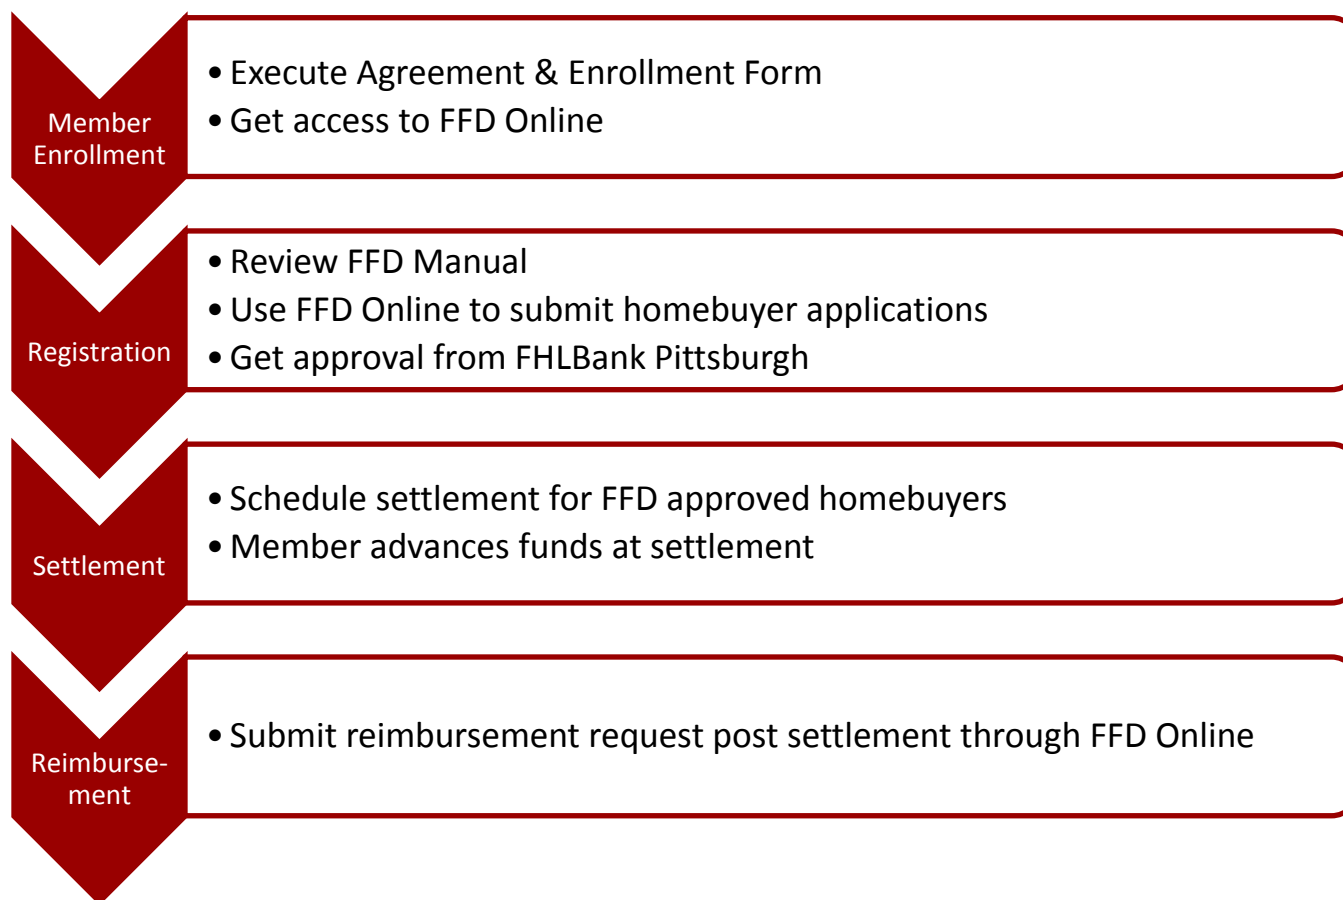 Member
Enrollment
• Execute Agreement & Enrollment Form
• Get access to FFD Online
Registration
• Review FFD Manual
• Use FFD Online to submit homebuyer applications
• Get approval from FHLBank Pittsburgh
Settlement
• Schedule settlement for FFD approved homebuyers
• Member advances funds at settlement
Reimburse-
ment
• Submit reimbursement request post settlement through FFD Online